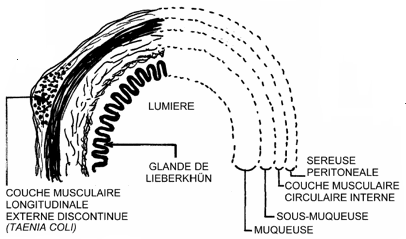 LUMIERE
GLANDE DE
LIEBERKHÜN
COUCHE MUSCULAIRE
LONGITUDINALE
EXTERNE DISCONTINUE
(TAENIA COLI)
SEREUSE
PERITONEALE
COUCHE MUSCULAIRE
CIRCULAIRE INTERNE
SOUS-MUQUEUSE
MUQUEUSE